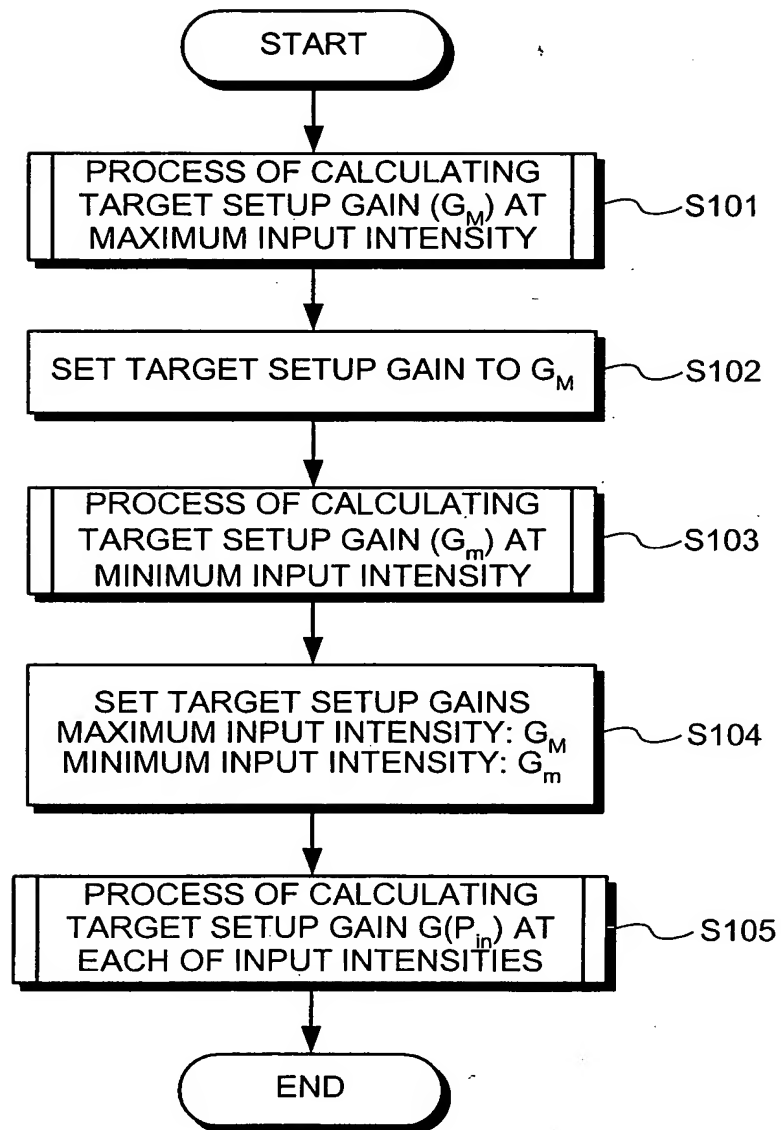 START
PROCESS OF CALCULATING
TARGET SETUP GAIN (G_M) AT
MAXIMUM INPUT INTENSITY
S101
SET TARGET SETUP GAIN TO G_M
S102
PROCESS OF CALCULATING
TARGET SETUP GAIN (G_m) AT
MINIMUM INPUT INTENSITY
S103
SET TARGET SETUP GAINS
MAXIMUM INPUT INTENSITY: G_M
MINIMUM INPUT INTENSITY: G_m
S104
PROCESS OF CALCULATING
TARGET SETUP GAIN G(P_in) AT
EACH OF INPUT INTENSITIES
S105
END